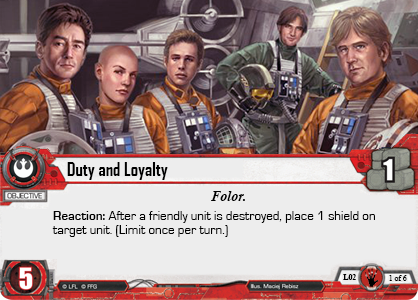 Duty and Loyalty
1
OBJECTIVE
Folor.
Reaction: After a friendly unit is destroyed, place 1 shield on
target unit. (Limit once per turn.)
5
© LFL © FFG
Illus. Maciej Rebisz
L02
1 of 6